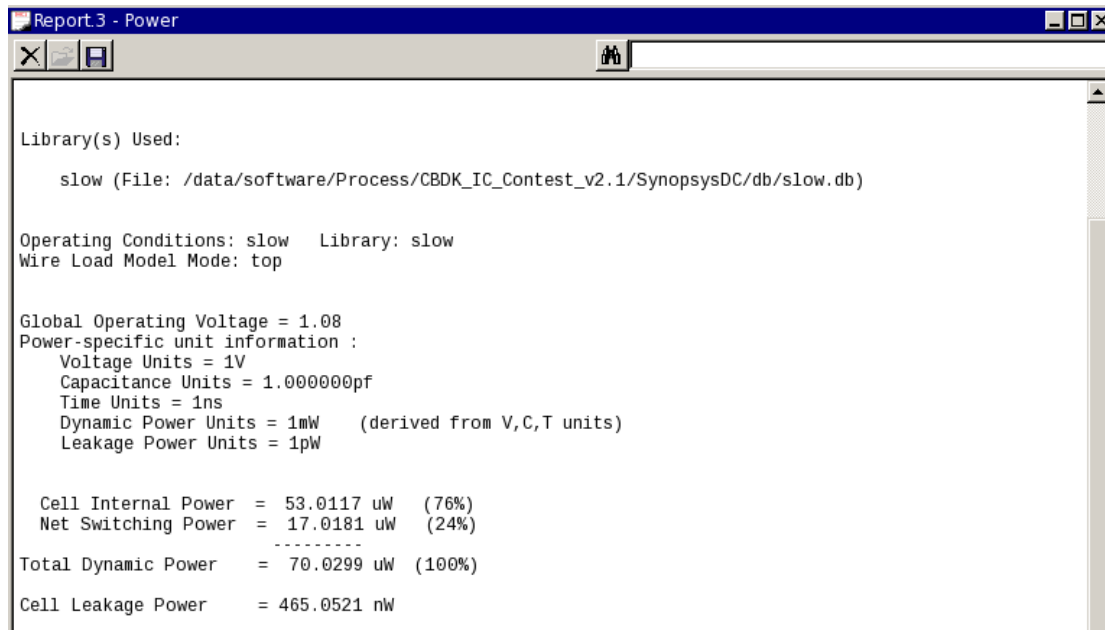 Report.3 - Power
Library(s) Used:
slow (File: /data/software/Process/CBDK_IC_Contest_v2.1/SynopsysDC/db/slow.db)
Operating Conditions: slow   Library: slow
Wire Load Model Mode: top
Global Operating Voltage = 1.08
Power-specific unit information :
Voltage Units = 1V
Capacitance Units = 1.000000pf
Time Units = 1ns
Dynamic Power Units = 1mW    (derived from V,C,T units)
Leakage Power Units = 1pW
Cell Internal Power  =  53.0117 uW   (76%)
Net Switching Power  =  17.0181 uW   (24%)
---------
Total Dynamic Power    =  70.0299 uW  (100%)
Cell Leakage Power     = 465.0521 nW